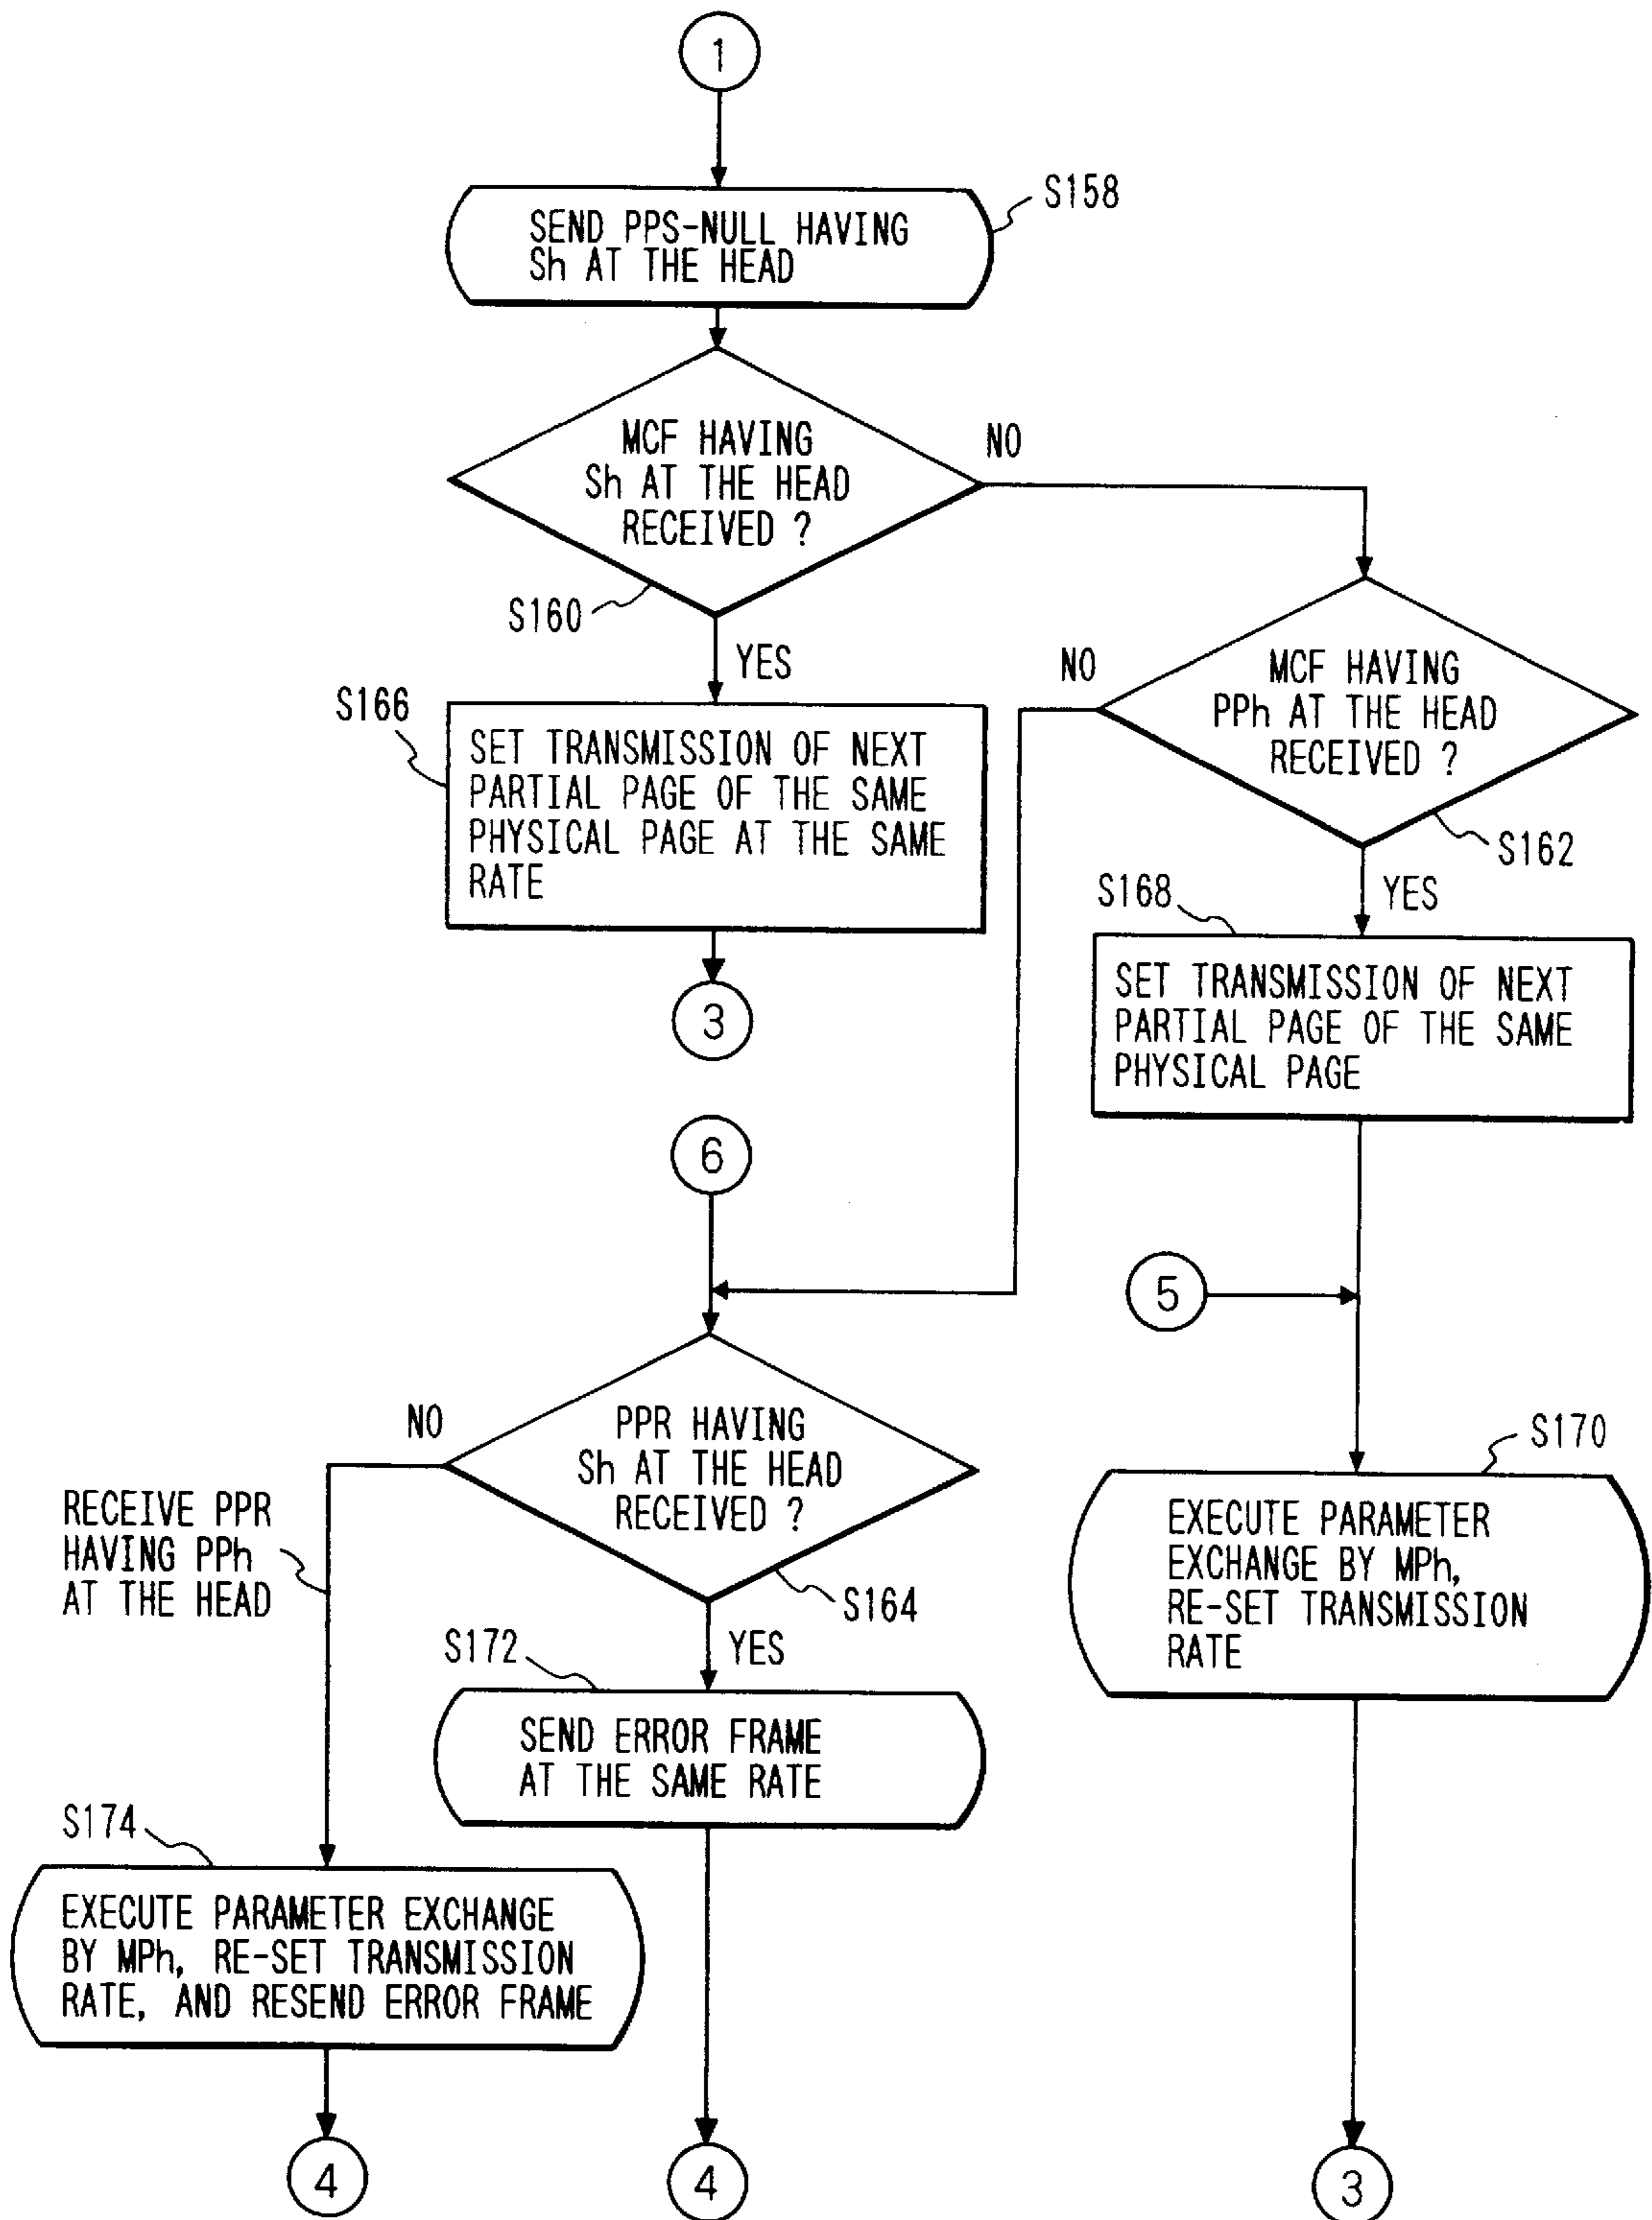 1
SEND PPS-NULL HAVING
Sh AT THE HEAD
S158
MCF HAVING
Sh AT THE HEAD
RECEIVED ?
NO
S160
YES
MCF HAVING
PPh AT THE HEAD
RECEIVED ?
NO
S162
YES
S166
SET TRANSMISSION OF NEXT
PARTIAL PAGE OF THE SAME
PHYSICAL PAGE AT THE SAME
RATE
3
S168
SET TRANSMISSION OF NEXT
PARTIAL PAGE OF THE SAME
PHYSICAL PAGE
6
5
NO
PPR HAVING
Sh AT THE HEAD
RECEIVED ?
S164
YES
RECEIVE PPR
HAVING PPh
AT THE HEAD
S170
EXECUTE PARAMETER
EXCHANGE BY MPh,
RE-SET TRANSMISSION
RATE
S172
SEND ERROR FRAME
AT THE SAME RATE
S174
EXECUTE PARAMETER EXCHANGE
BY MPh, RE-SET TRANSMISSION
RATE, AND RESEND ERROR FRAME
4
4
3